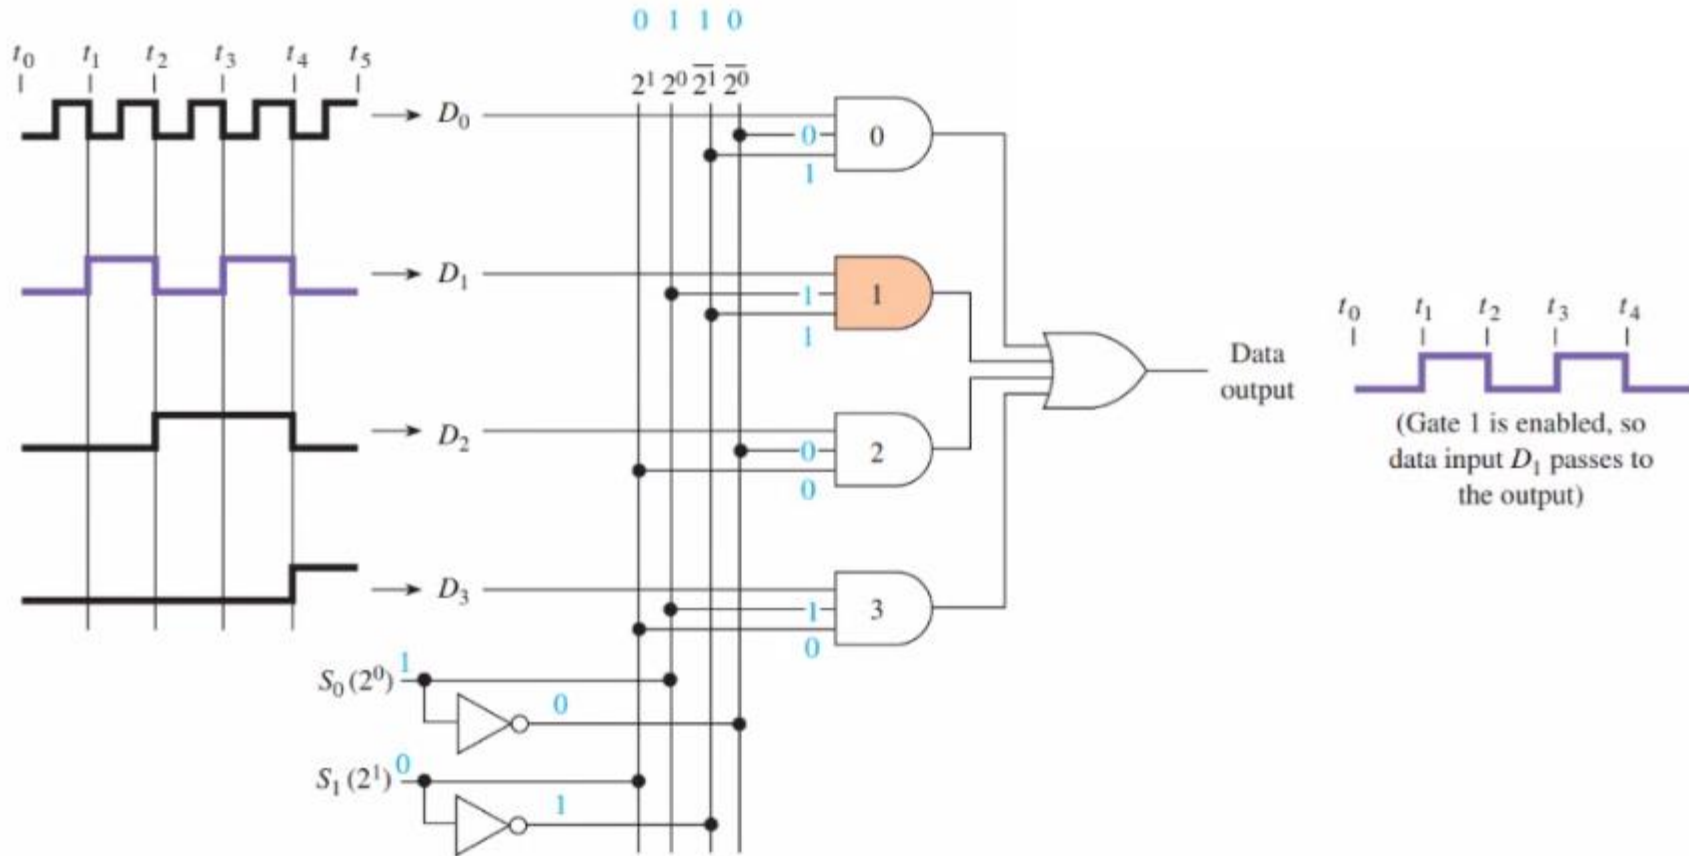 0 1 1 0
t₀ t₁ t₂ t₃ t₄ t₅
2¹ 2⁰ 2̅¹̅ 2̅⁰̅
D₀
0
1
0
D₁
1
1
1
t₀ t₁ t₂ t₃ t₄
Data
output
(Gate 1 is enabled, so
data input D₁ passes to
the output)
D₂
0
0
2
D₃
1
0
3
S₀ (2⁰) 1
0
S₁ (2¹) 0
1